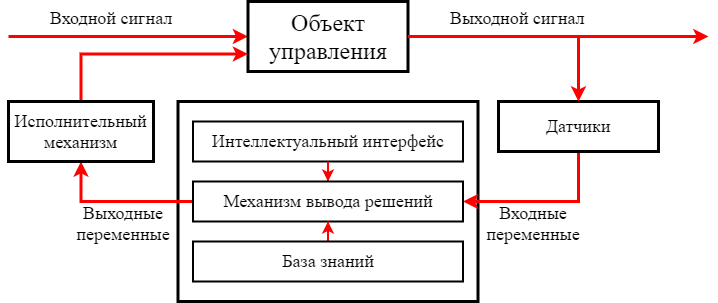 Входной сигнал
Объект
управления
Выходной сигнал
Исполнительный
механизм
Интеллектуальный интерфейс
Датчики
Механизм вывода решений
Выходные
переменные
Входные
переменные
База знаний